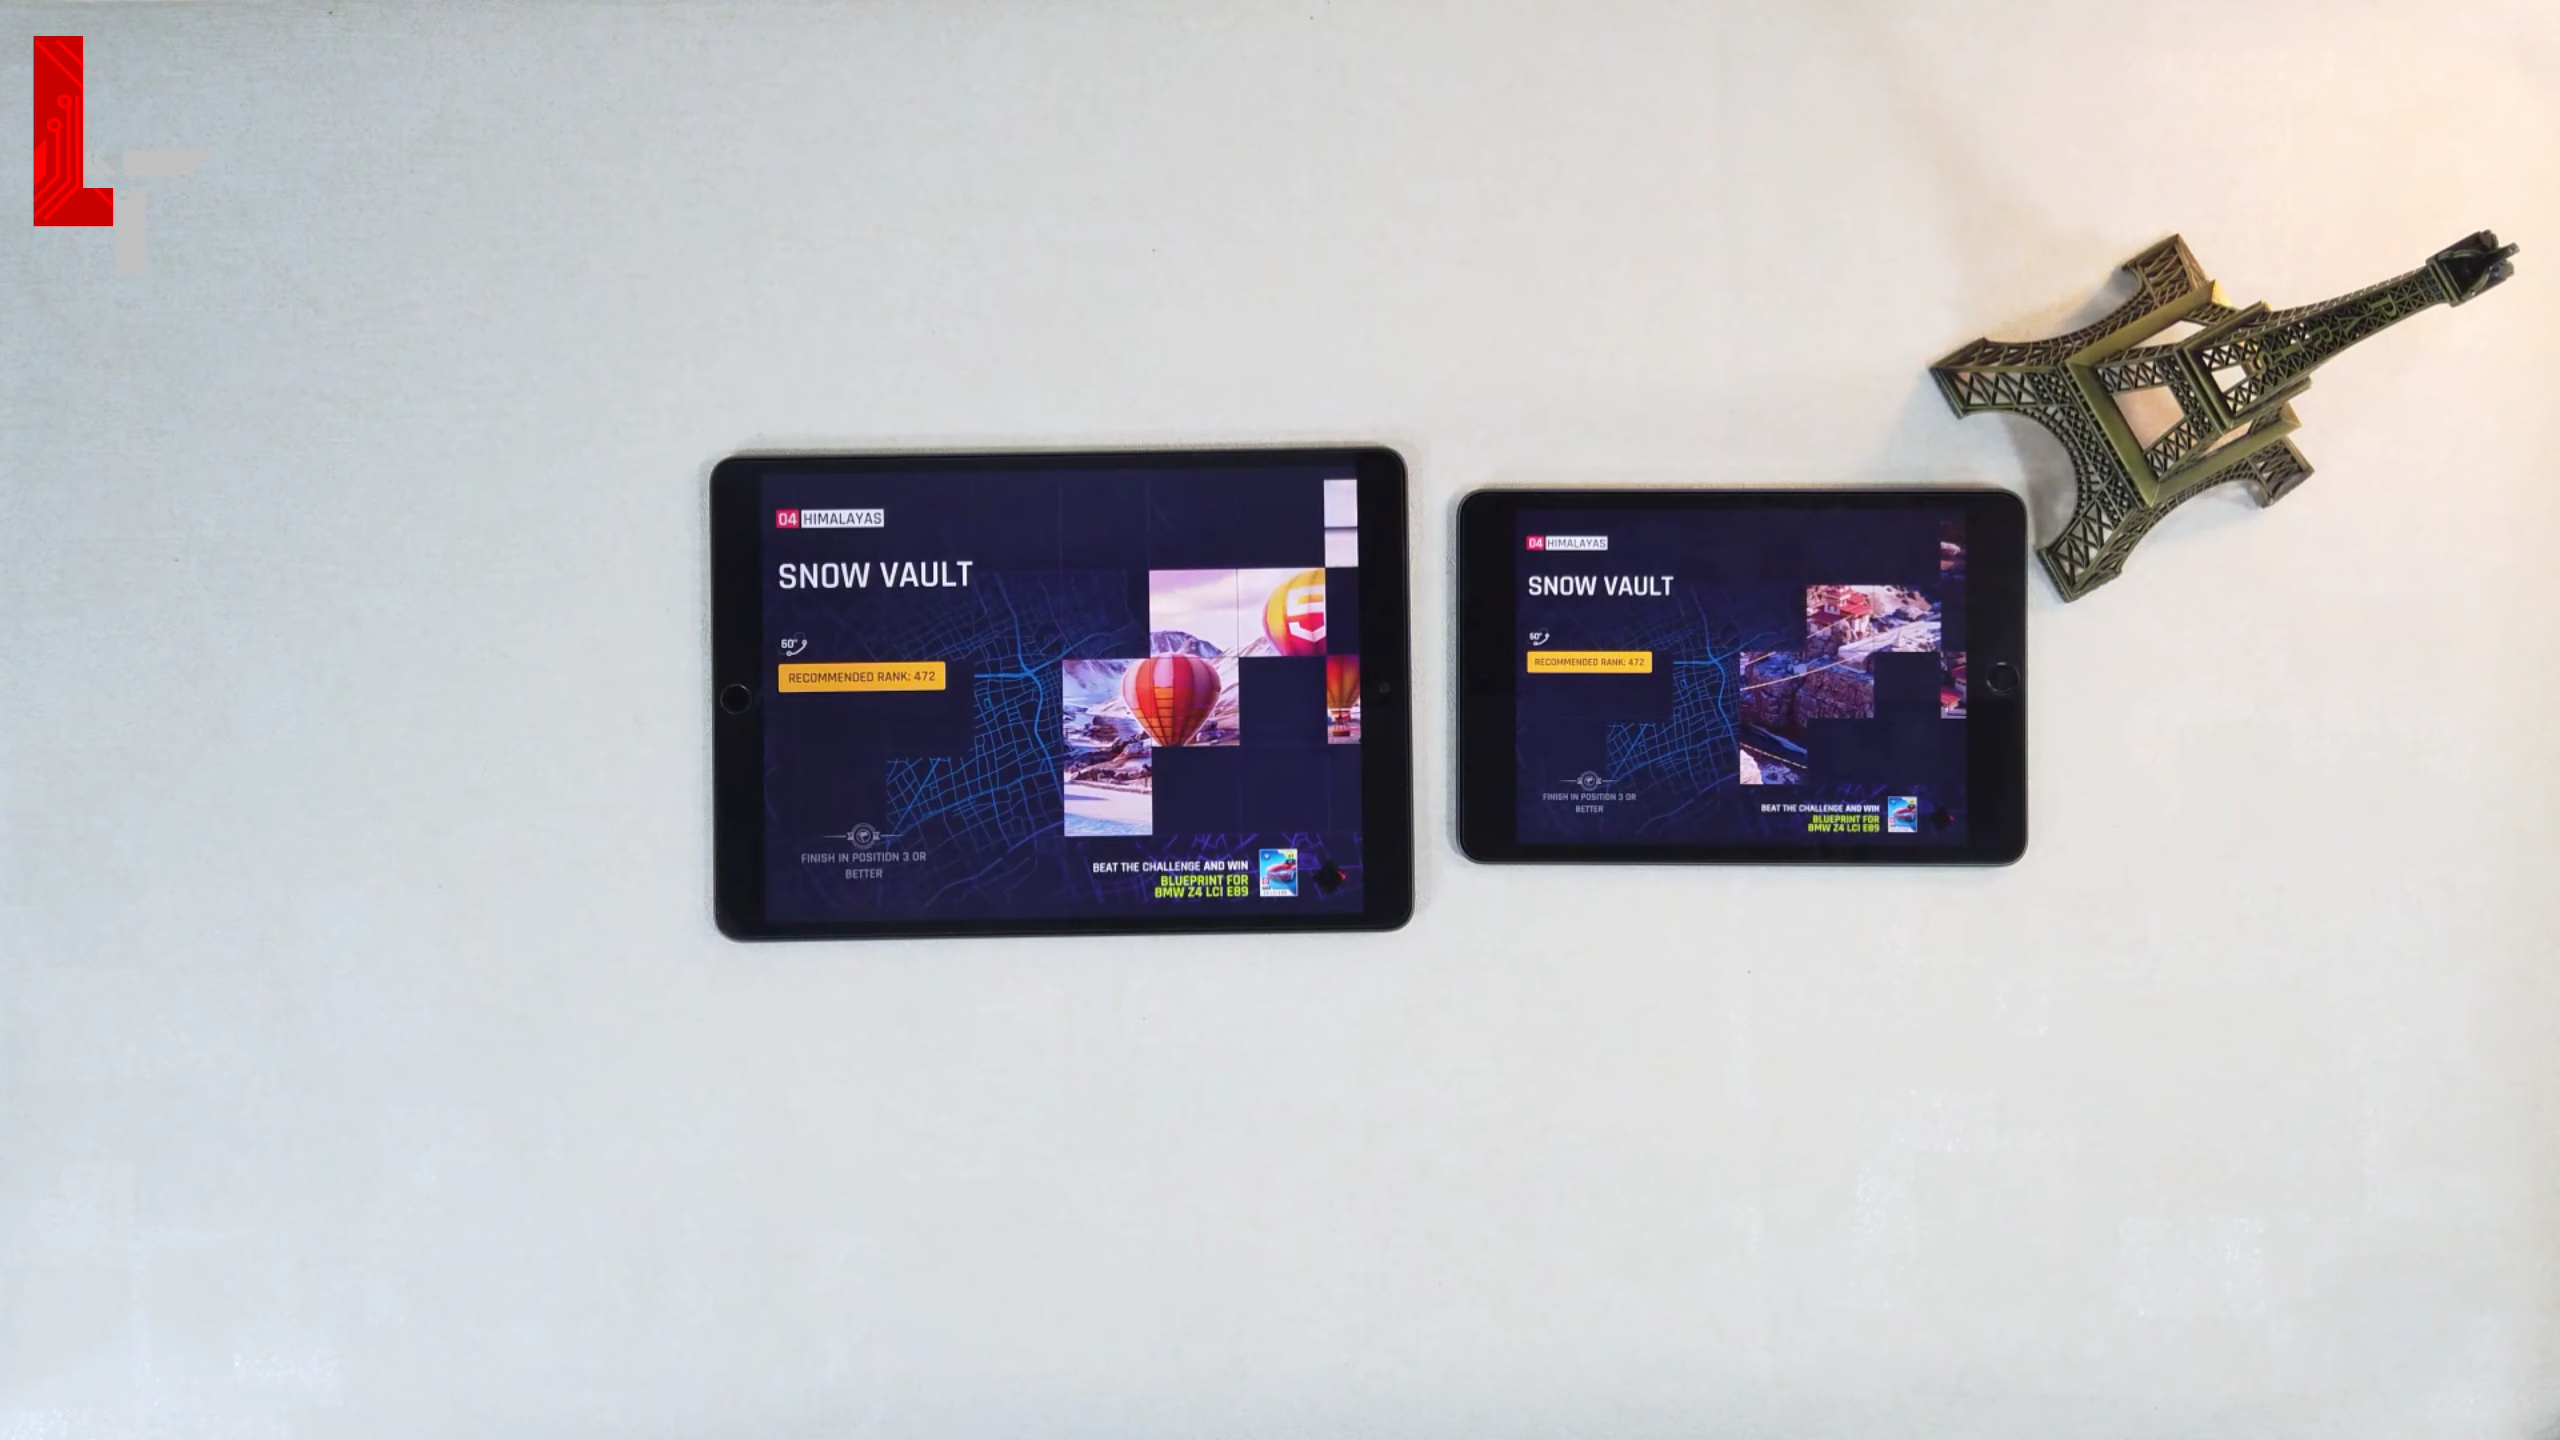 04 HIMALAYAS
SNOW VAULT
60"
RECOMMENDED RANK: 472
FINISH IN POSITION 3 OR
BETTER
BEAT THE CHALLENGE AND WIN
BLUEPRINT FOR
BMW Z4 LCI E89
04 HIMALAYAS
SNOW VAULT
60"
RECOMMENDED RANK: 472
FINISH IN POSITION 3 OR
BETTER
BEAT THE CHALLENGE AND WIN
BLUEPRINT FOR
BMW Z4 LCI E89
PARIS
LT